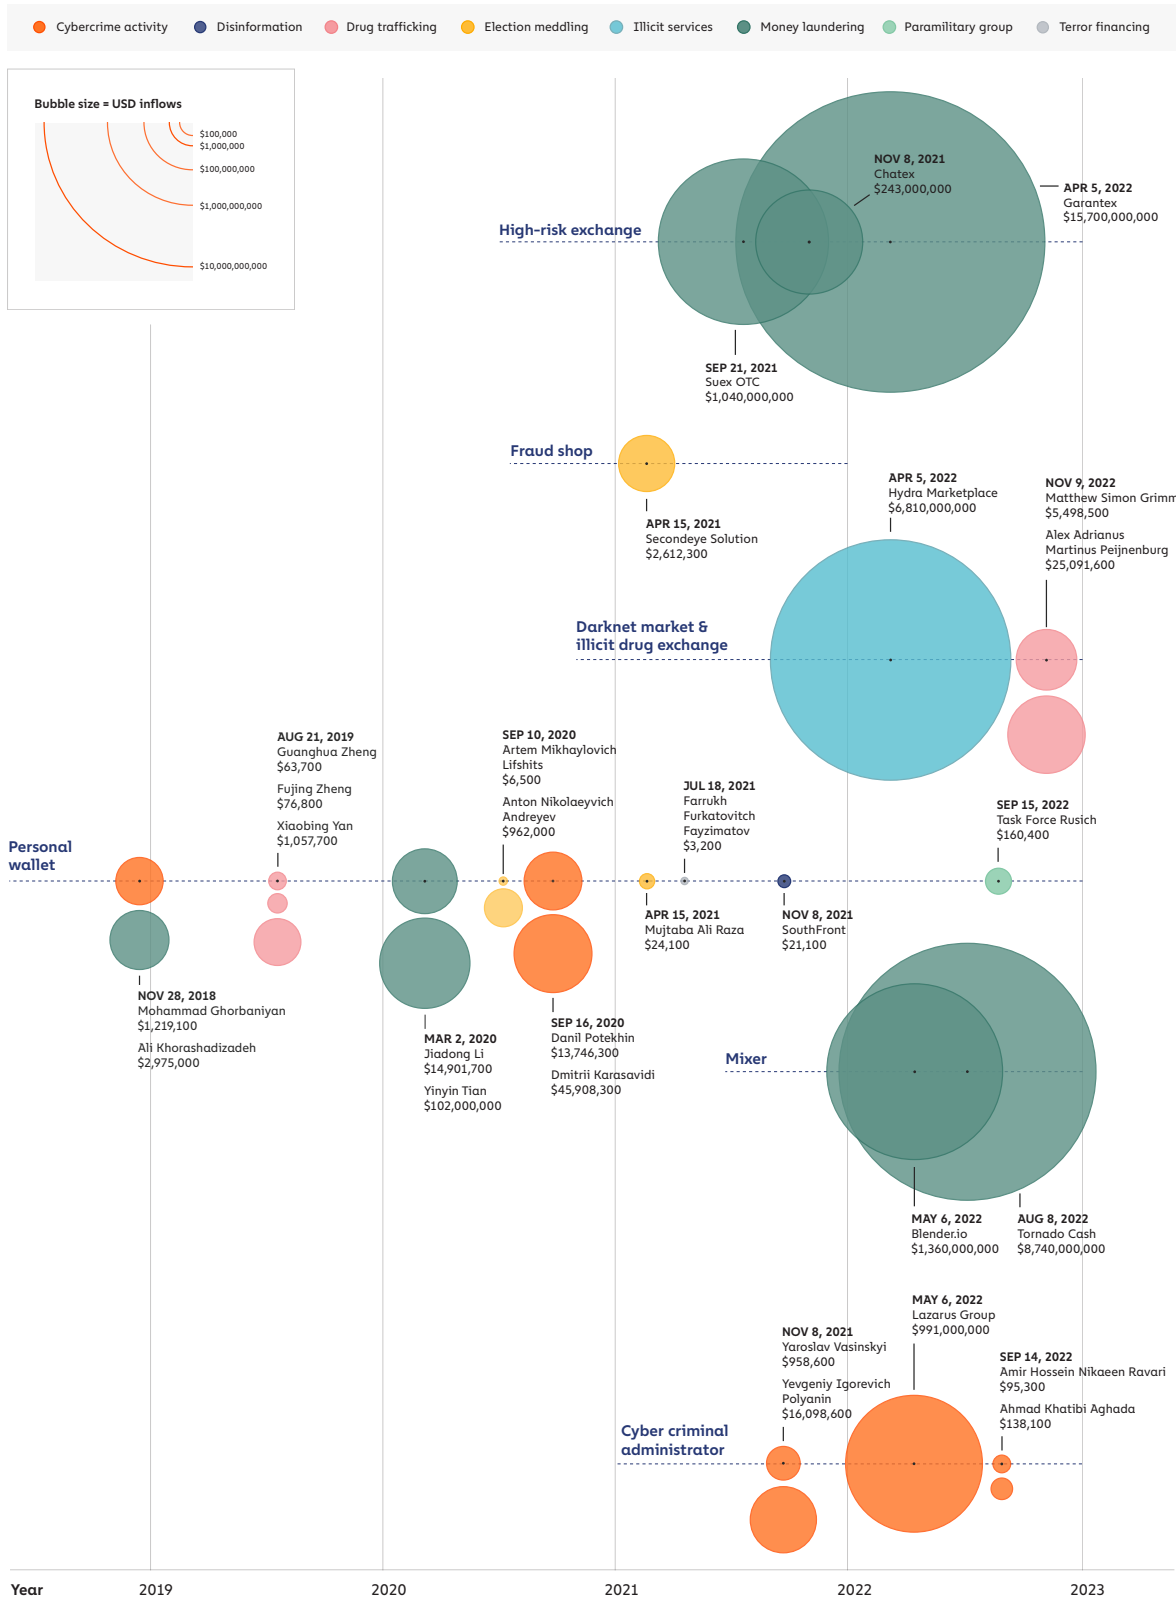 Cybercrime activity
Disinformation
Drug trafficking
Election meddling
Illicit services
Money laundering
Paramilitary group
Terror financing
Bubble size = USD inflows
$100,000
$1,000,000
$100,000,000
$1,000,000,000
$10,000,000,000
High-risk exchange
NOV 8, 2021
Chatex
$243,000,000
APR 5, 2022
Garantex
$15,700,000,000
SEP 21, 2021
Suex OTC
$1,040,000,000
Fraud shop
APR 15, 2021
Secondeye Solution
$2,612,300
Darknet market &
illicit drug exchange
APR 5, 2022
Hydra Marketplace
$6,810,000,000
NOV 9, 2022
Matthew Simon Grimm
$5,498,500
Alex Adrianus
Martinus Peijnenburg
$25,091,600
Personal
wallet
NOV 28, 2018
Mohammad Ghorbaniyan
$1,219,100
Ali Khorashadizadeh
$2,975,000
AUG 21, 2019
Guanghua Zheng
$63,700
Fujing Zheng
$76,800
Xiaobing Yan
$1,057,700
MAR 2, 2020
Jiadong Li
$14,901,700
Yinyin Tian
$102,000,000
SEP 10, 2020
Artem Mikhaylovich
Lifshits
$6,500
Anton Nikolaeyvich
Andreyev
$962,000
SEP 16, 2020
Danil Potekhin
$13,746,300
Dmitrii Karasavidi
$45,908,300
APR 15, 2021
Mujtaba Ali Raza
$24,100
JUL 18, 2021
Farrukh
Furkatovitch
Fayzimatov
$3,200
NOV 8, 2021
SouthFront
$21,100
SEP 15, 2022
Task Force Rusich
$160,400
Mixer
MAY 6, 2022
Blender.io
$1,360,000,000
AUG 8, 2022
Tornado Cash
$8,740,000,000
Cyber criminal
administrator
NOV 8, 2021
Yaroslav Vasinskyi
$958,600
Yevgeniy Igorevich
Polyanin
$16,098,600
MAY 6, 2022
Lazarus Group
$991,000,000
SEP 14, 2022
Amir Hossein Nikaeen Ravari
$95,300
Ahmad Khatibi Aghada
$138,100
Year
2019
2020
2021
2022
2023